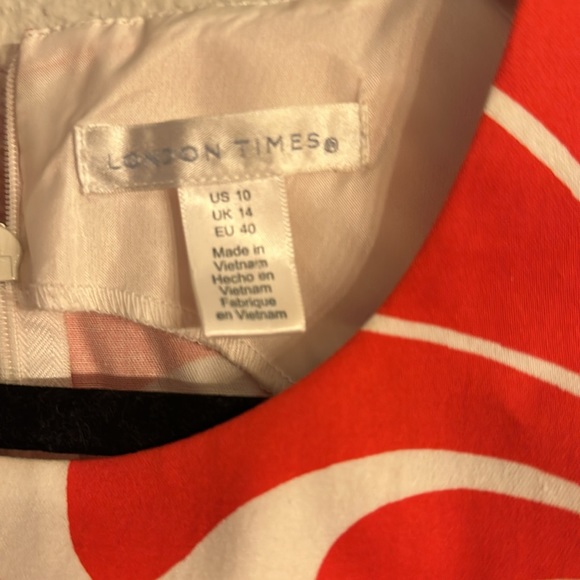 LONDON TIMES®
US 10
UK 14
EU 40
Made in
Vietnam
Hecho en
Vietnam
Fabrique
en Vietnam